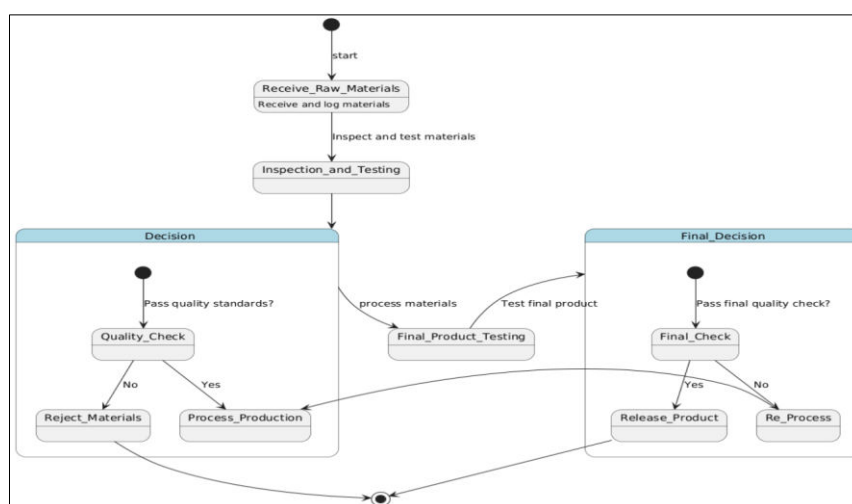 start
Receive_Raw_Materials
Receive and log materials
Inspect and test materials
Inspection_and_Testing
Decision
Final_Decision
Pass quality standards?
process materials
Test final product
Pass final quality check?
Quality_Check
Final_Product_Testing
Final_Check
No
Yes
Yes
No
Reject_Materials
Process_Production
Release_Product
Re_Process